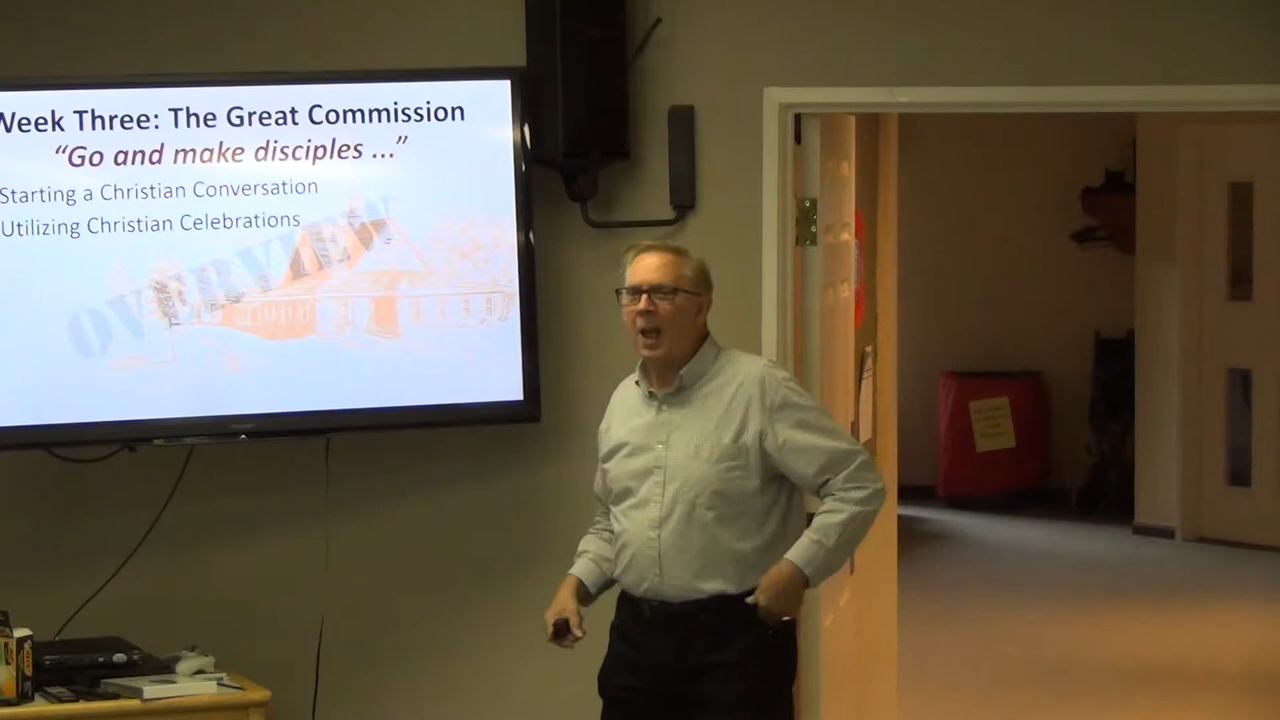 Week Three: The Great Commission
“Go and make disciples ...”
Starting a Christian Conversation
Utilizing Christian Celebrations
OVERVIEW